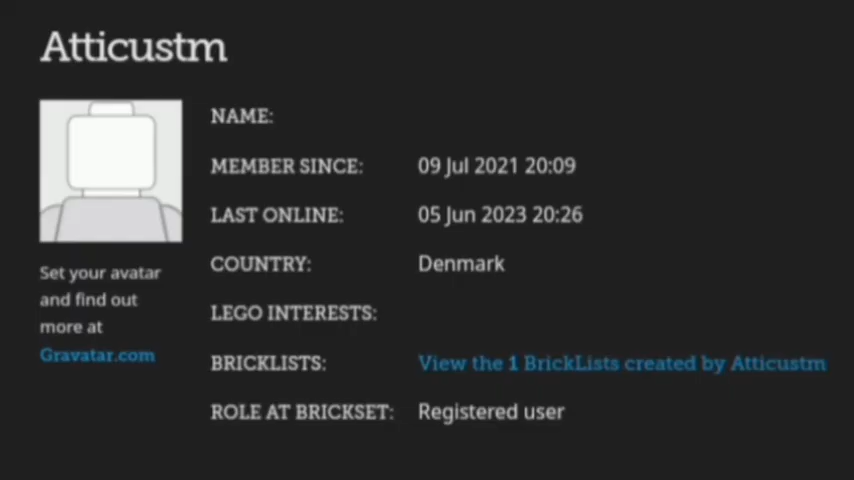 Atticustm
NAME:
MEMBER SINCE: 09 Jul 2021 20:09
LAST ONLINE: 05 Jun 2023 20:26
COUNTRY: Denmark
LEGO INTERESTS:
BRICKLISTS: View the 1 BrickLists created by Atticustm
ROLE AT BRICKSET: Registered user
Set your avatar
and find out
more at
Gravatar.com